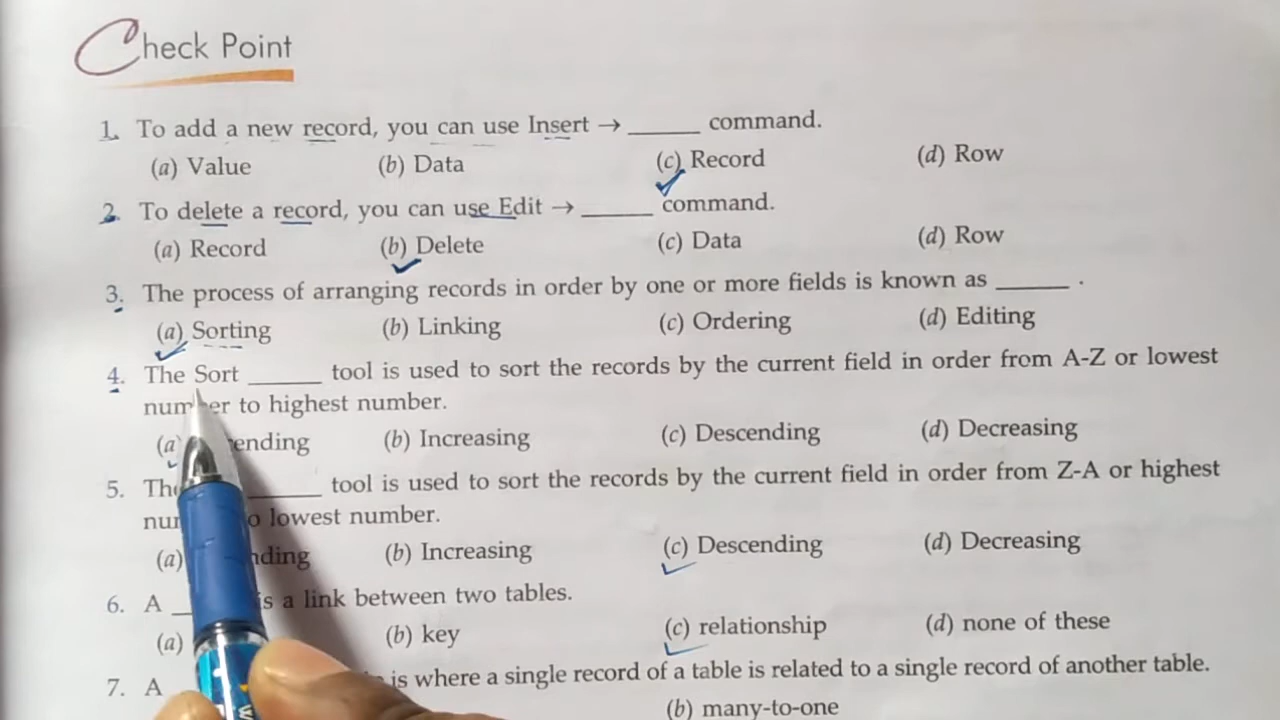 Check Point
1. To add a new record, you can use Insert → ______ command.
(a) Value (b) Data (c) Record (d) Row
2. To delete a record, you can use Edit → ______ command.
(a) Record (b) Delete (c) Data (d) Row
3. The process of arranging records in order by one or more fields is known as ______ .
(a) Sorting (b) Linking (c) Ordering (d) Editing
4. The Sort ______ tool is used to sort the records by the current field in order from A-Z or lowest
number to highest number.
(a) (b) Increasing (c) Descending (d) Decreasing
5. ______ tool is used to sort the records by the current field in order from Z-A or highest
lowest number.
(a) (b) Increasing (c) Descending (d) Decreasing
6. A is a link between two tables.
(a) (b) key (c) relationship (d) none of these
7. A is where a single record of a table is related to a single record of another table.
(b) many-to-one